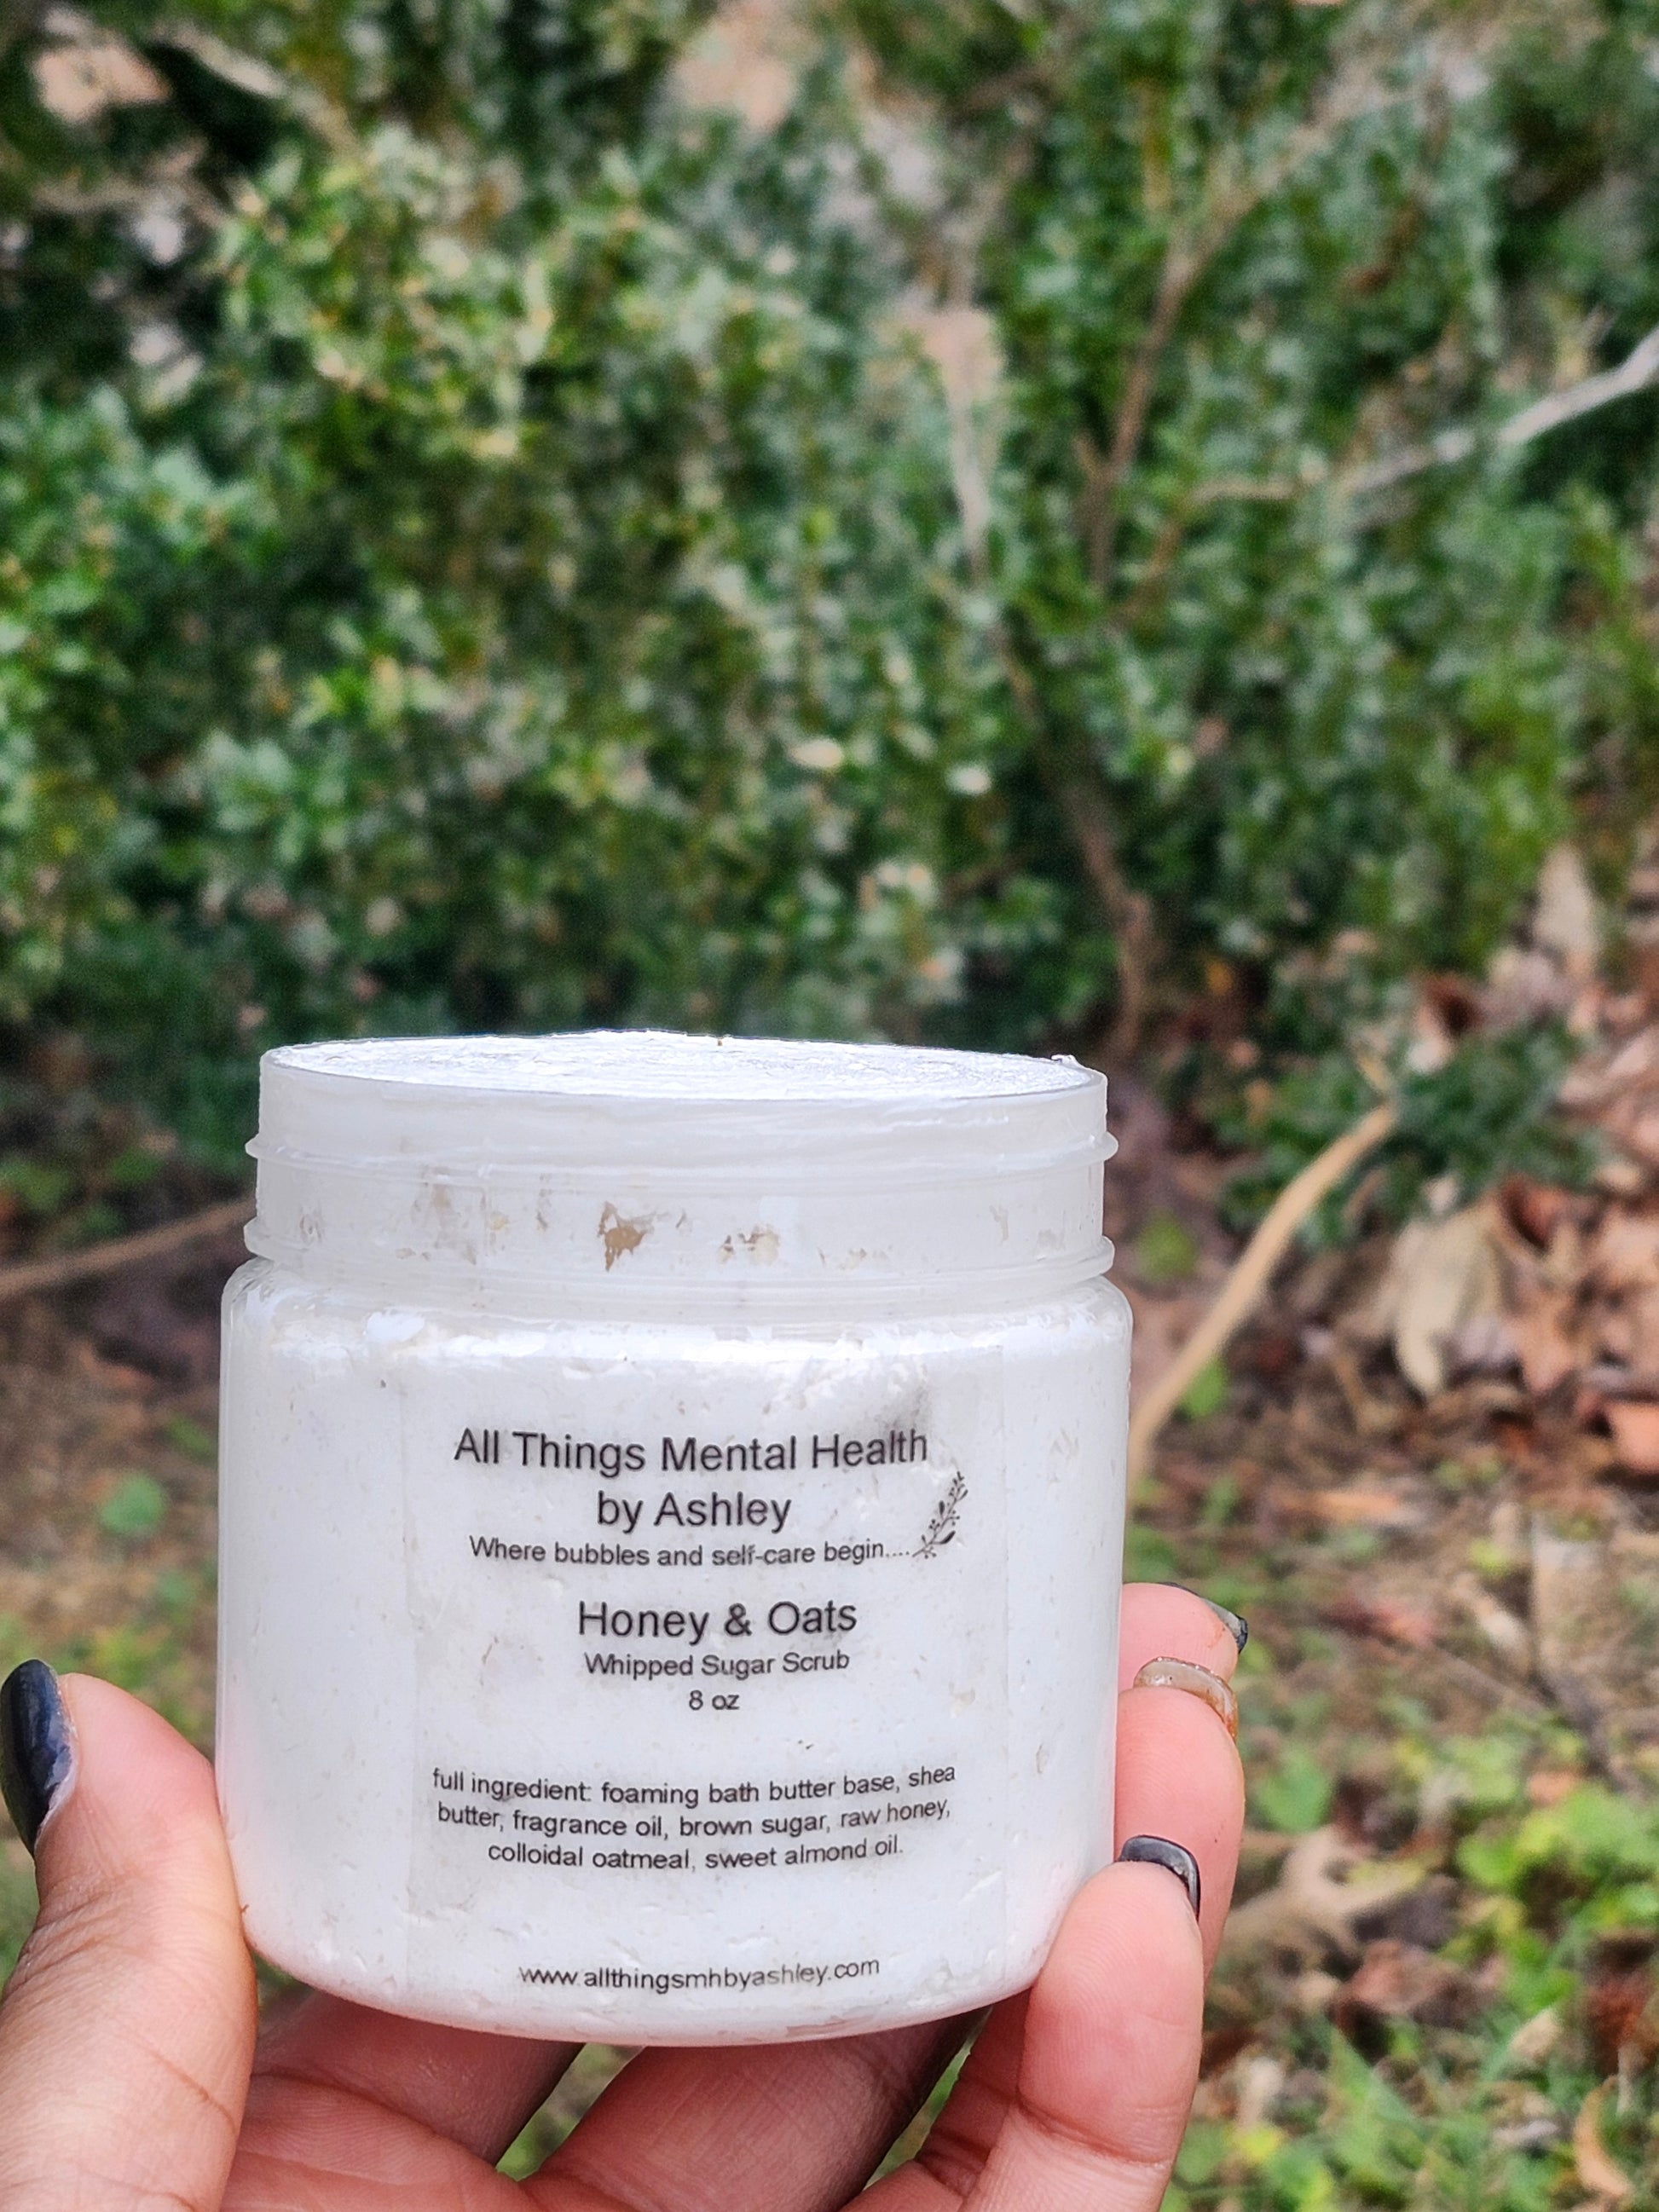 All Things Mental Health
by Ashley
Where bubbles and self-care begin....
Honey & Oats
Whipped Sugar Scrub
8 oz
full ingredient: foaming bath butter base, shea
butter, fragrance oil, brown sugar, raw honey,
colloidal oatmeal, sweet almond oil.
www.allthingsmhbyashley.com